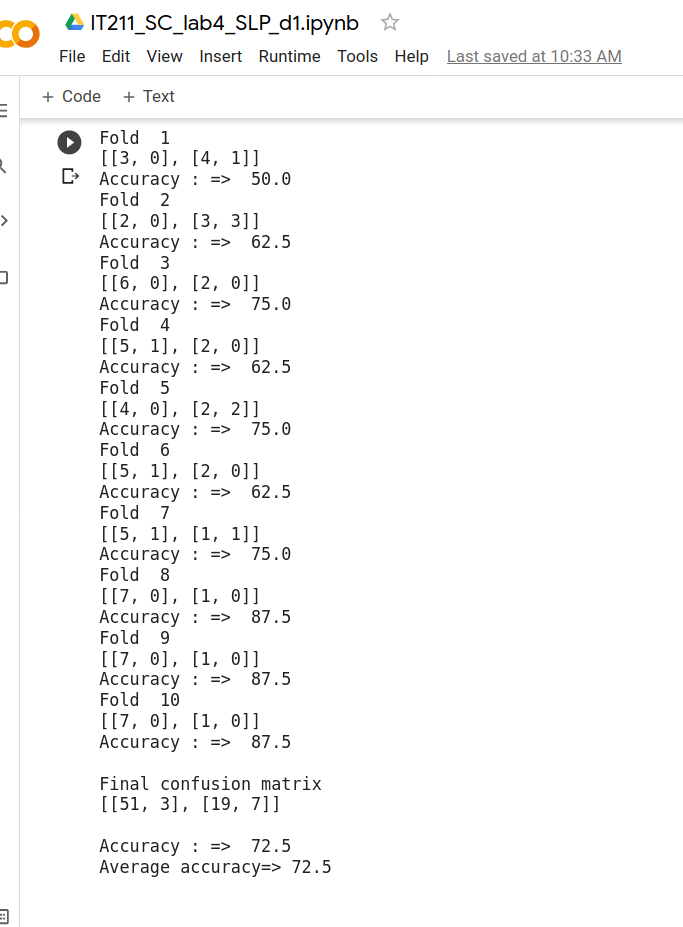 IT211_SC_lab4_SLP_d1.ipynb
File Edit View Insert Runtime Tools Help Last saved at 10:33 AM
+ Code + Text
Fold  1
[[3, 0], [4, 1]]
Accuracy : =>  50.0
Fold  2
[[2, 0], [3, 3]]
Accuracy : =>  62.5
Fold  3
[[6, 0], [2, 0]]
Accuracy : =>  75.0
Fold  4
[[5, 1], [2, 0]]
Accuracy : =>  62.5
Fold  5
[[4, 0], [2, 2]]
Accuracy : =>  75.0
Fold  6
[[5, 1], [2, 0]]
Accuracy : =>  62.5
Fold  7
[[5, 1], [1, 1]]
Accuracy : =>  75.0
Fold  8
[[7, 0], [1, 0]]
Accuracy : =>  87.5
Fold  9
[[7, 0], [1, 0]]
Accuracy : =>  87.5
Fold  10
[[7, 0], [1, 0]]
Accuracy : =>  87.5
Final confusion matrix
[[51, 3], [19, 7]]
Accuracy : =>  72.5
Average accuracy=> 72.5